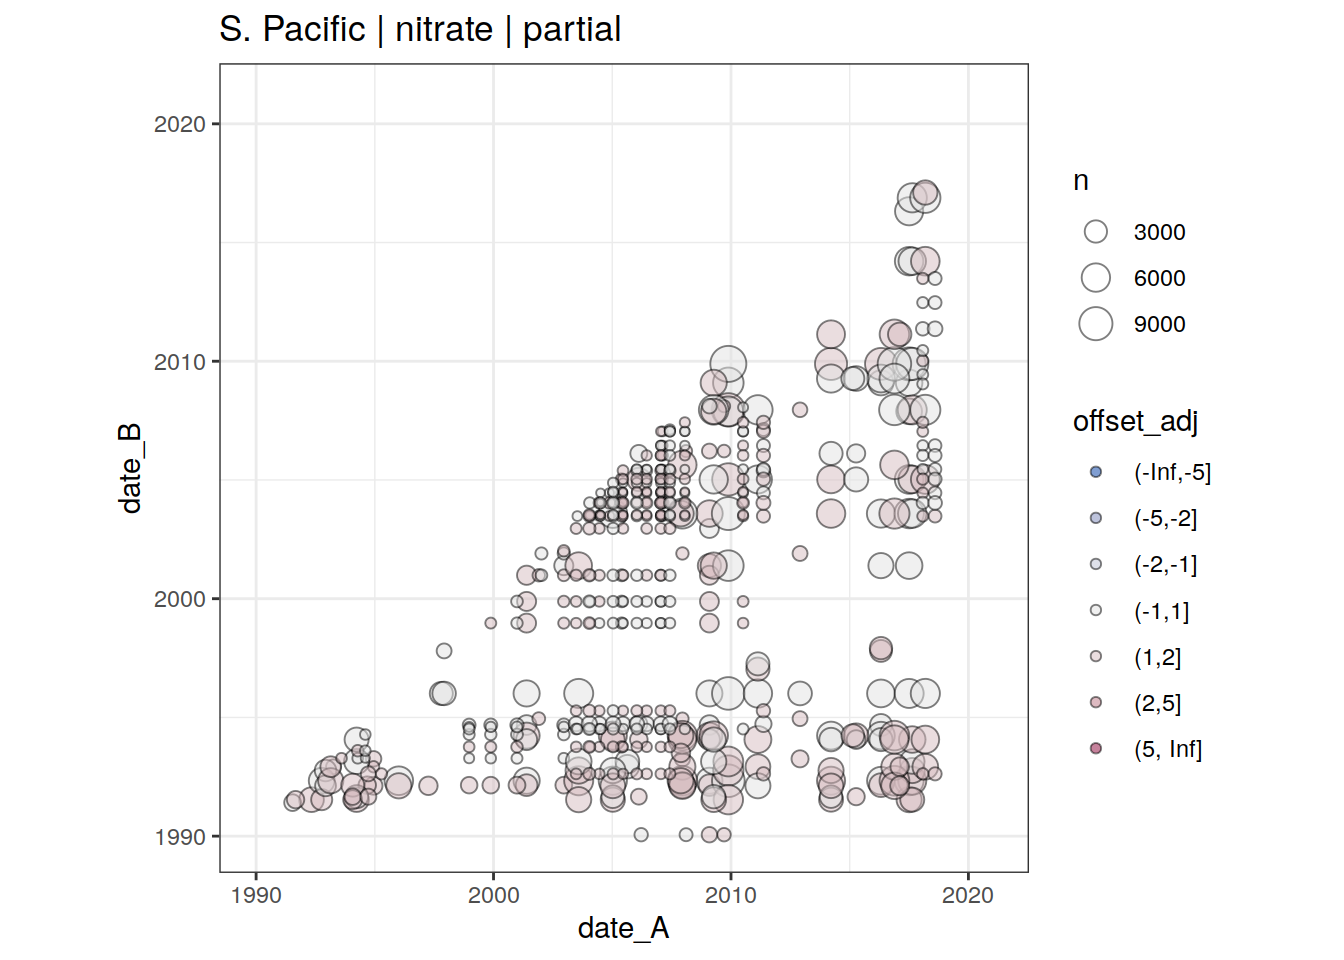 S. Pacific | nitrate | partial
date_B
2020
2010
2000
1990
1990 2000 2010 2020
date_A
n
3000
6000
9000
offset_adj
(-Inf,-5]
(-5,-2]
(-2,-1]
(-1,1]
(1,2]
(2,5]
(5, Inf]